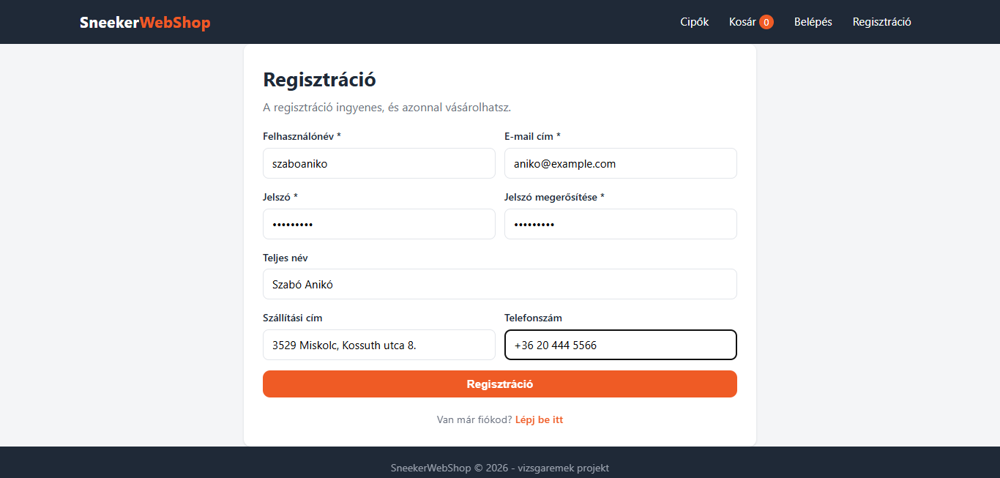 SneekerWebShop
Cipők Kosár 0 Belépés Regisztráció
Regisztráció
A regisztráció ingyenes, és azonnal vásárolhatsz.
Felhasználónév * E-mail cím *
szaboaniko aniko@example.com
Jelszó * Jelszó megerősítése *
••••••••• •••••••••
Teljes név
Szabó Anikó
Szállítási cím Telefonszám
3529 Miskolc, Kossuth utca 8. +36 20 444 5566
Regisztráció
Van már fiókod? Lépj be itt
SneekerWebShop © 2026 - vizsgaremek projekt